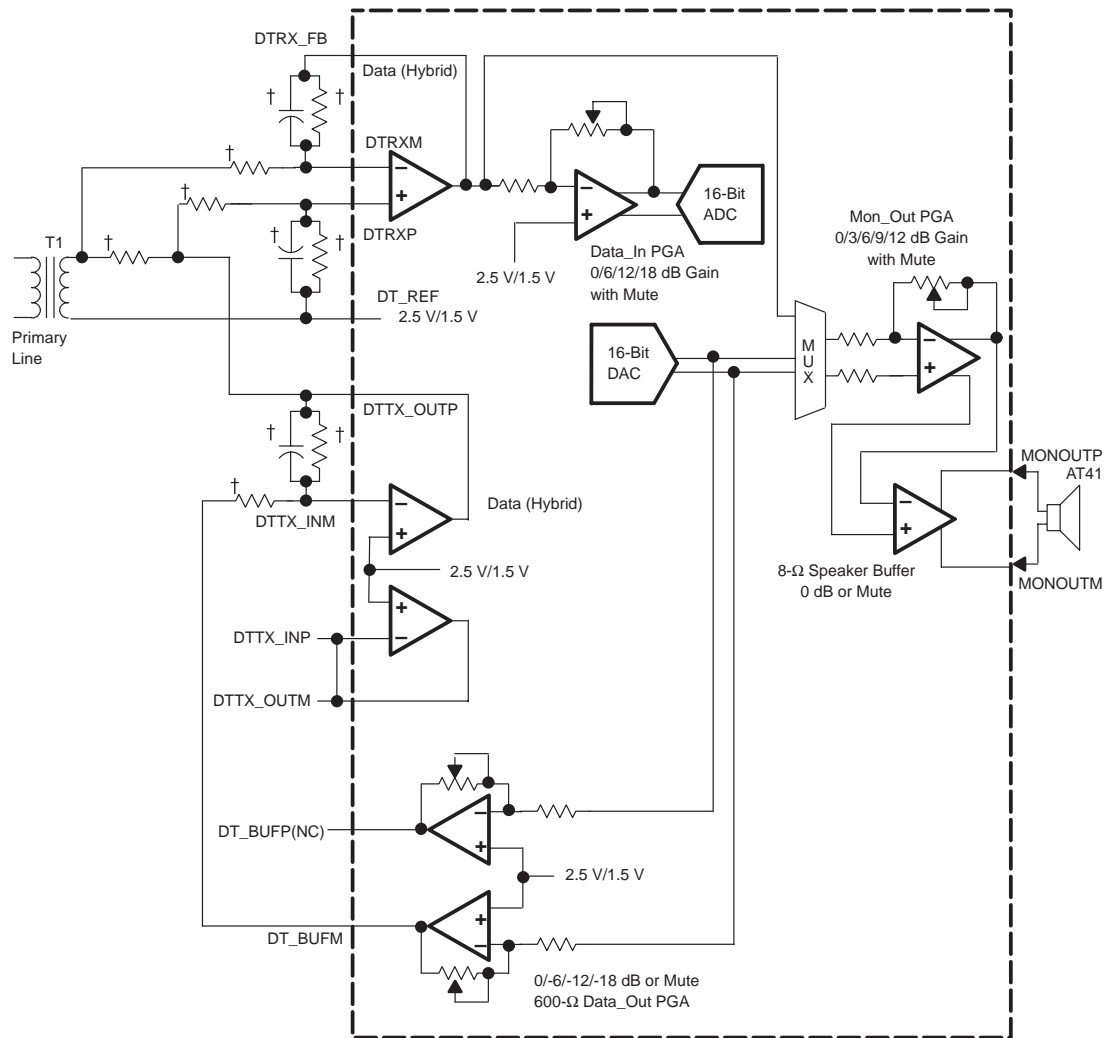 DTRX_FB
Data (Hybrid)
†
†
DTRXM
†
†
DTRXP
†
†
T1
†
DT_REF
2.5 V/1.5 V
Primary
Line
−
+
2.5 V/1.5 V
−
+
Data_In PGA
0/6/12/18 dB Gain
with Mute
16-Bit
ADC
Mon_Out PGA
0/3/6/9/12 dB Gain
with Mute
16-Bit
DAC
M
U
X
−
+
DTTX_OUTP
†
†
†
DTTX_INM
−
+
Data (Hybrid)
2.5 V/1.5 V
+
−
DTTX_INP
DTTX_OUTM
−
+
8-Ω Speaker Buffer
0 dB or Mute
MONOUTP
AT41
MONOUTM
DT_BUFP(NC)
−
+
2.5 V/1.5 V
+
−
DT_BUFM
0/-6/-12/-18 dB or Mute
600-Ω Data_Out PGA